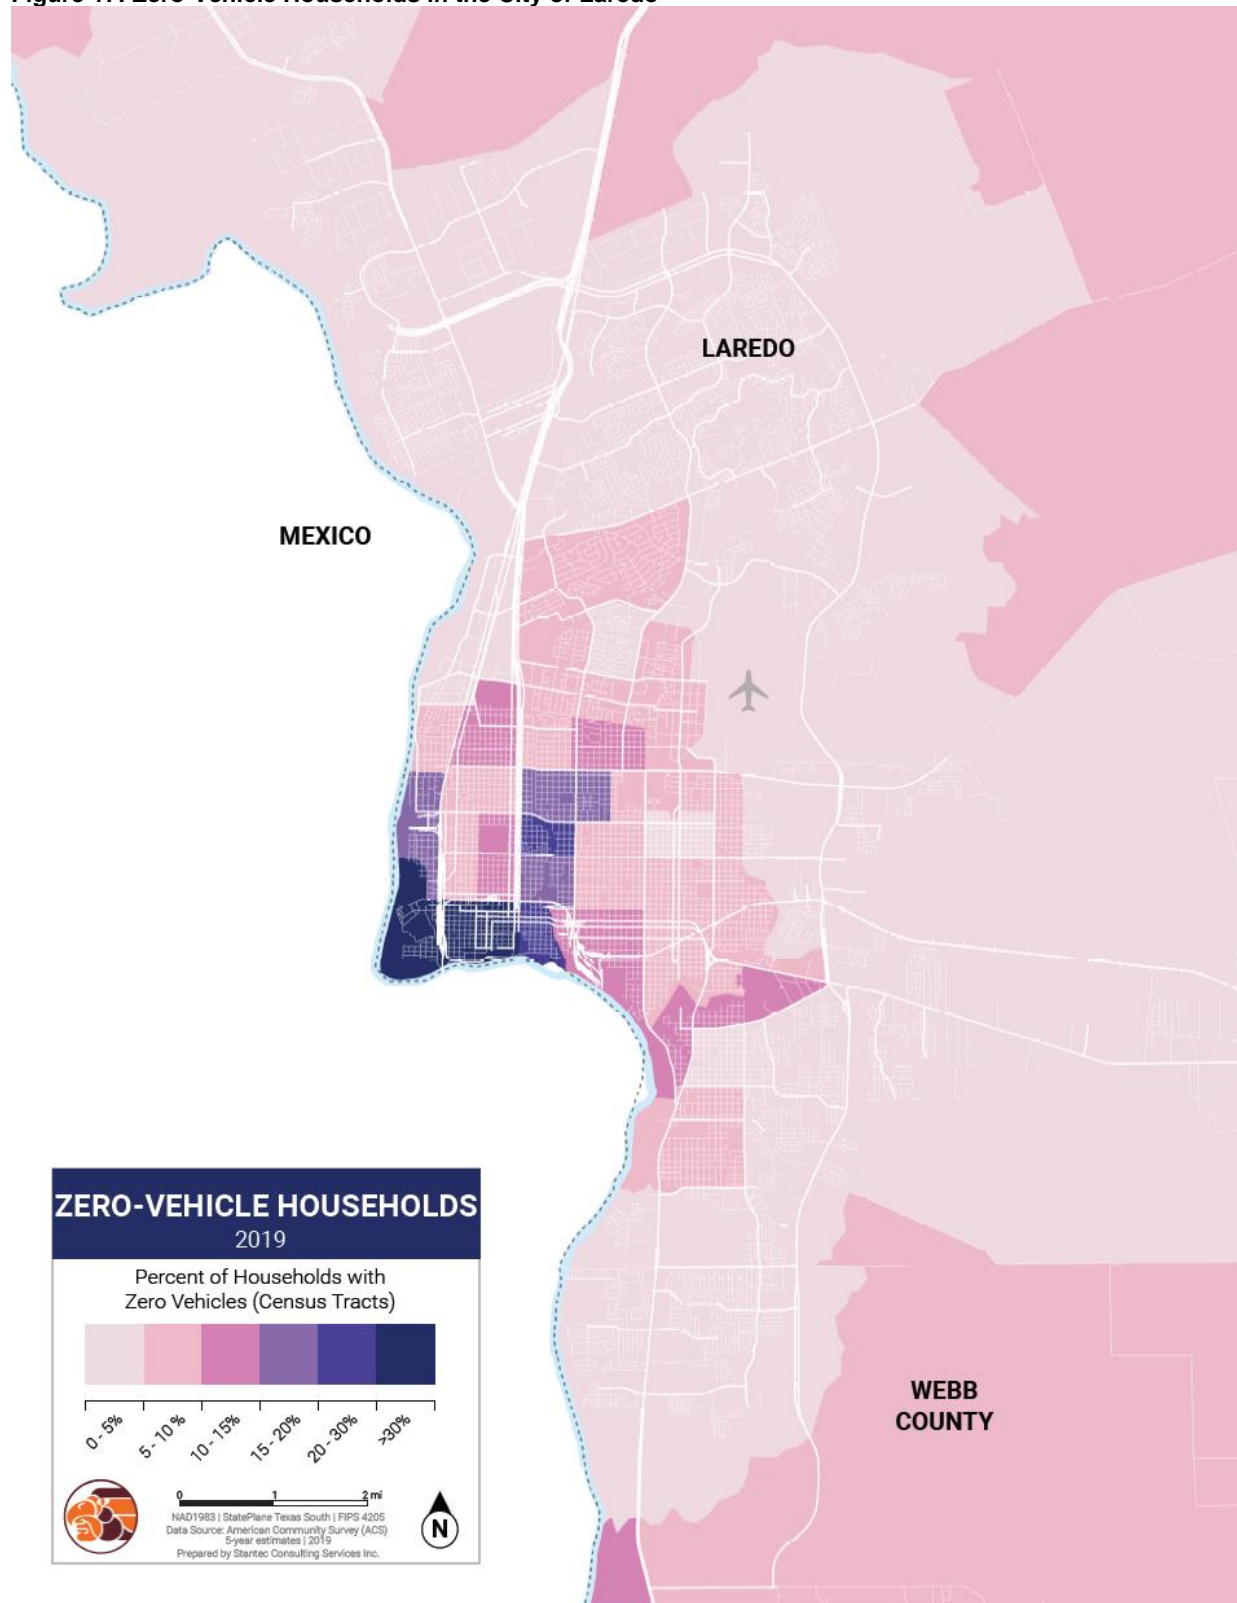 LAREDO
MEXICO
ZERO-VEHICLE HOUSEHOLDS
2019
Percent of Households with
Zero Vehicles (Census Tracts)
0 - 5%
5 - 10 %
10 - 15%
15 - 20%
20 - 30%
>30%
0 1 2 mi
NAD1983 | StatePlane Texas South | FIPS 4205
Data Source: American Community Survey (ACS)
5-year estimates | 2019
Prepared by Stantec Consulting Services Inc.
N
WEBB
COUNTY